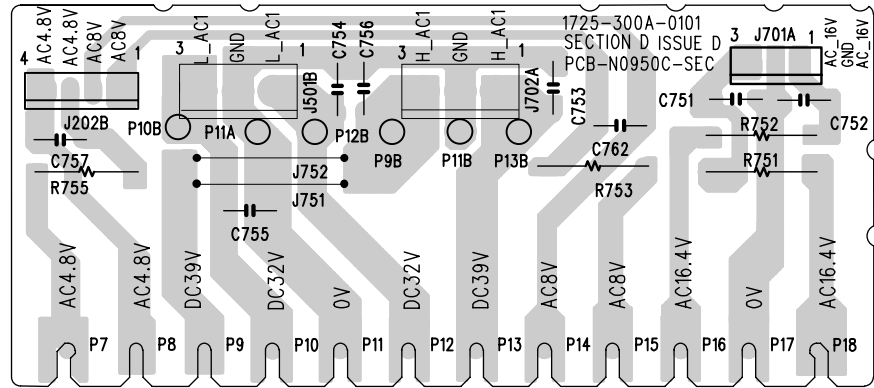 AC4.8V
AC4.8V
AC8V
AC8V
4
1
J202B
L_AC1
GND
L_AC1
3
1
J501B
C754
C756
H_AC1
GND
H_AC1
3
1
J702A
1725-300A-0101
SECTION D ISSUE D
PCB-N0950C-SEC
J701A
3
1
AC_16V
GND
AC_16V
C753
C751
C752
P10B
P11A
P12B
P9B
P11B
P13B
C762
R752
C757
R755
J752
J751
R753
R751
C755
AC4.8V
AC4.8V
DC39V
DC32V
0V
DC32V
DC39V
AC8V
AC8V
AC16.4V
0V
AC16.4V
P7
P8
P9
P10
P11
P12
P13
P14
P15
P16
P17
P18